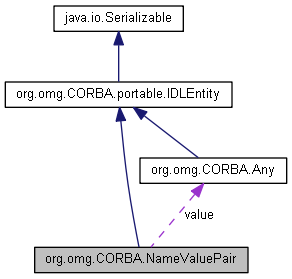 java.io.Serializable
org.omg.CORBA.portable.IDLEntity
org.omg.CORBA.Any
value
org.omg.CORBA.NameValuePair